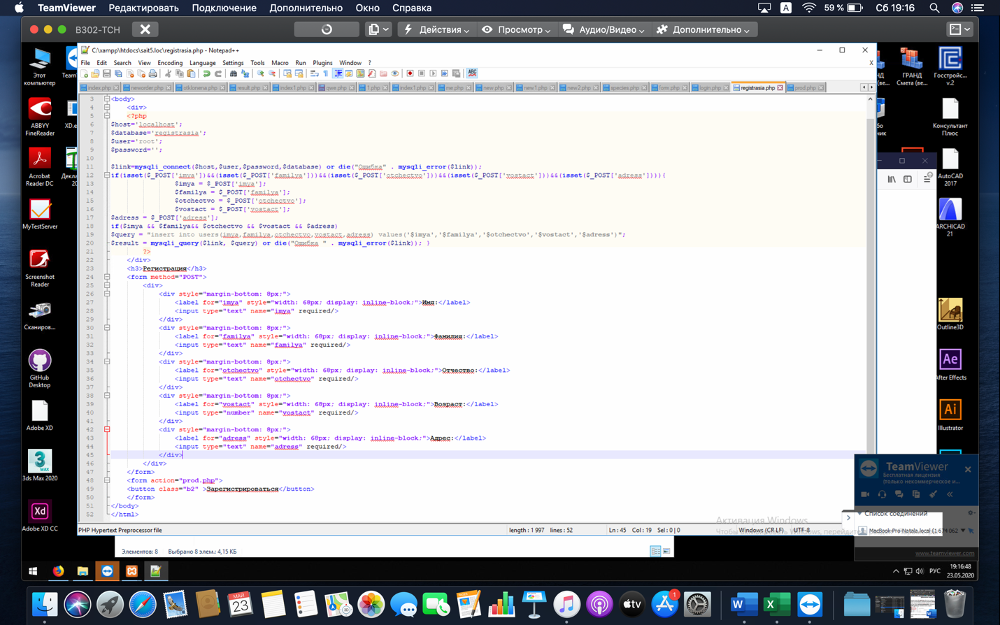 TeamViewer Редактировать Подключение Дополнительно Окно Справка
A 59 % Сб 19:16
B302-TCH Действия Просмотр Аудио/Видео Дополнительно
C:\xampp\htdocs\sait5.loc\registrasia.php - Notepad++
File Edit Search View Encoding Language Settings Tools Macro Run Plugins Window ? X
index.php neworder.php otklonena.php result.php index1.php qwe.php 1.php index1.php me.php new.php new1.php new2.php species.php form.php login.php registrasia.php prod.php
3 <body>
4 <div>
5 <?php
6 $host='localhost';
7 $database='registrasia';
8 $user='root';
9 $password='';
10
11 $link=mysqli_connect($host,$user,$password,$database) or die("Ошибка" . mysqli_error($link));
12 if(isset($_POST['imya'])&&(isset($_POST['familya']))&&(isset($_POST['otchectvo']))&&(isset($_POST['vostact']))&&(isset($_POST['adress']))){
13 $imya = $_POST['imya'];
14 $familya = $_POST['familya'];
15 $otchectvo = $_POST['otchectvo'];
16 $vostact = $_POST['vostact'];
17 $adress = $_POST['adress'];
18 if($imya && $familya&& $otchectvo && $vostact && $adress)
19 $query = "insert into users(imya,familya,otchectvo,vostact,adress) values('$imya','$familya','$otchectvo','$vostact','$adress')";
20 $result = mysqli_query($link, $query) or die("Ошибка " . mysqli_error($link)); }
21 ?>
22 </div>
23 <h3>Регистрация</h3>
24 <form method="POST">
25 <div>
26 <div style="margin-bottom: 8px;">
27 <label for="imya" style="width: 68px; display: inline-block;">Имя:</label>
28 <input type="text" name="imya" required/>
29 </div>
30 <div style="margin-bottom: 8px;">
31 <label for="familya" style="width: 68px; display: inline-block;">Фамилия:</label>
32 <input type="text" name="familya" required/>
33 </div>
34 <div style="margin-bottom: 8px;">
35 <label for="otchectvo" style="width: 68px; display: inline-block;">Отчество:</label>
36 <input type="text" name="otchectvo" required/>
37 </div>
38 <div style="margin-bottom: 8px;">
39 <label for="vostact" style="width: 68px; display: inline-block;">Возраст:</label>
40 <input type="number" name="vostact" required/>
41 </div>
42 <div style="margin-bottom: 8px;">
43 <label for="adress" style="width: 68px; display: inline-block;">Адрес:</label>
44 <input type="text" name="adress" required/>
45 </div>
46 </div>
47 </form>
48 <form action="prod.php">
49 <button class="b2" >Зарегистрироваться</button>
50 </form>
51 </body>
52 </html>
PHP Hypertext Preprocessor file length : 1 997 lines : 52 Ln : 45 Col : 19 Sel : 0 | 0 Windows (CR LF) UTF-8
Активация Windows
Элементов: 8 Выбрано 8 элем.: 4,15 КБ
Этот компьютер
Team
ABBYY FineReader
XD.e
Acrobat Reader DC
Декла
MyTestServer
Screenshot Reader
Сканиров...
GitHub Desktop
Adobe XD
3ds Max 2020
Adobe XD CC
ГРАНД Смета (ве...
Госстройс... v.2
Консультант Плюс
AutoCAD 2017
ARCHICAD 21
Outline3D
After Effects
Illustrator
TeamViewer
Бесплатная лицензия
(только некоммерческое и...
Список соединений
MacBook-Pro-Natala.local (1 674 062
www.teamviewer.com
РУС 19:16:48
23.05.2020
МАЙ
23
tv
1